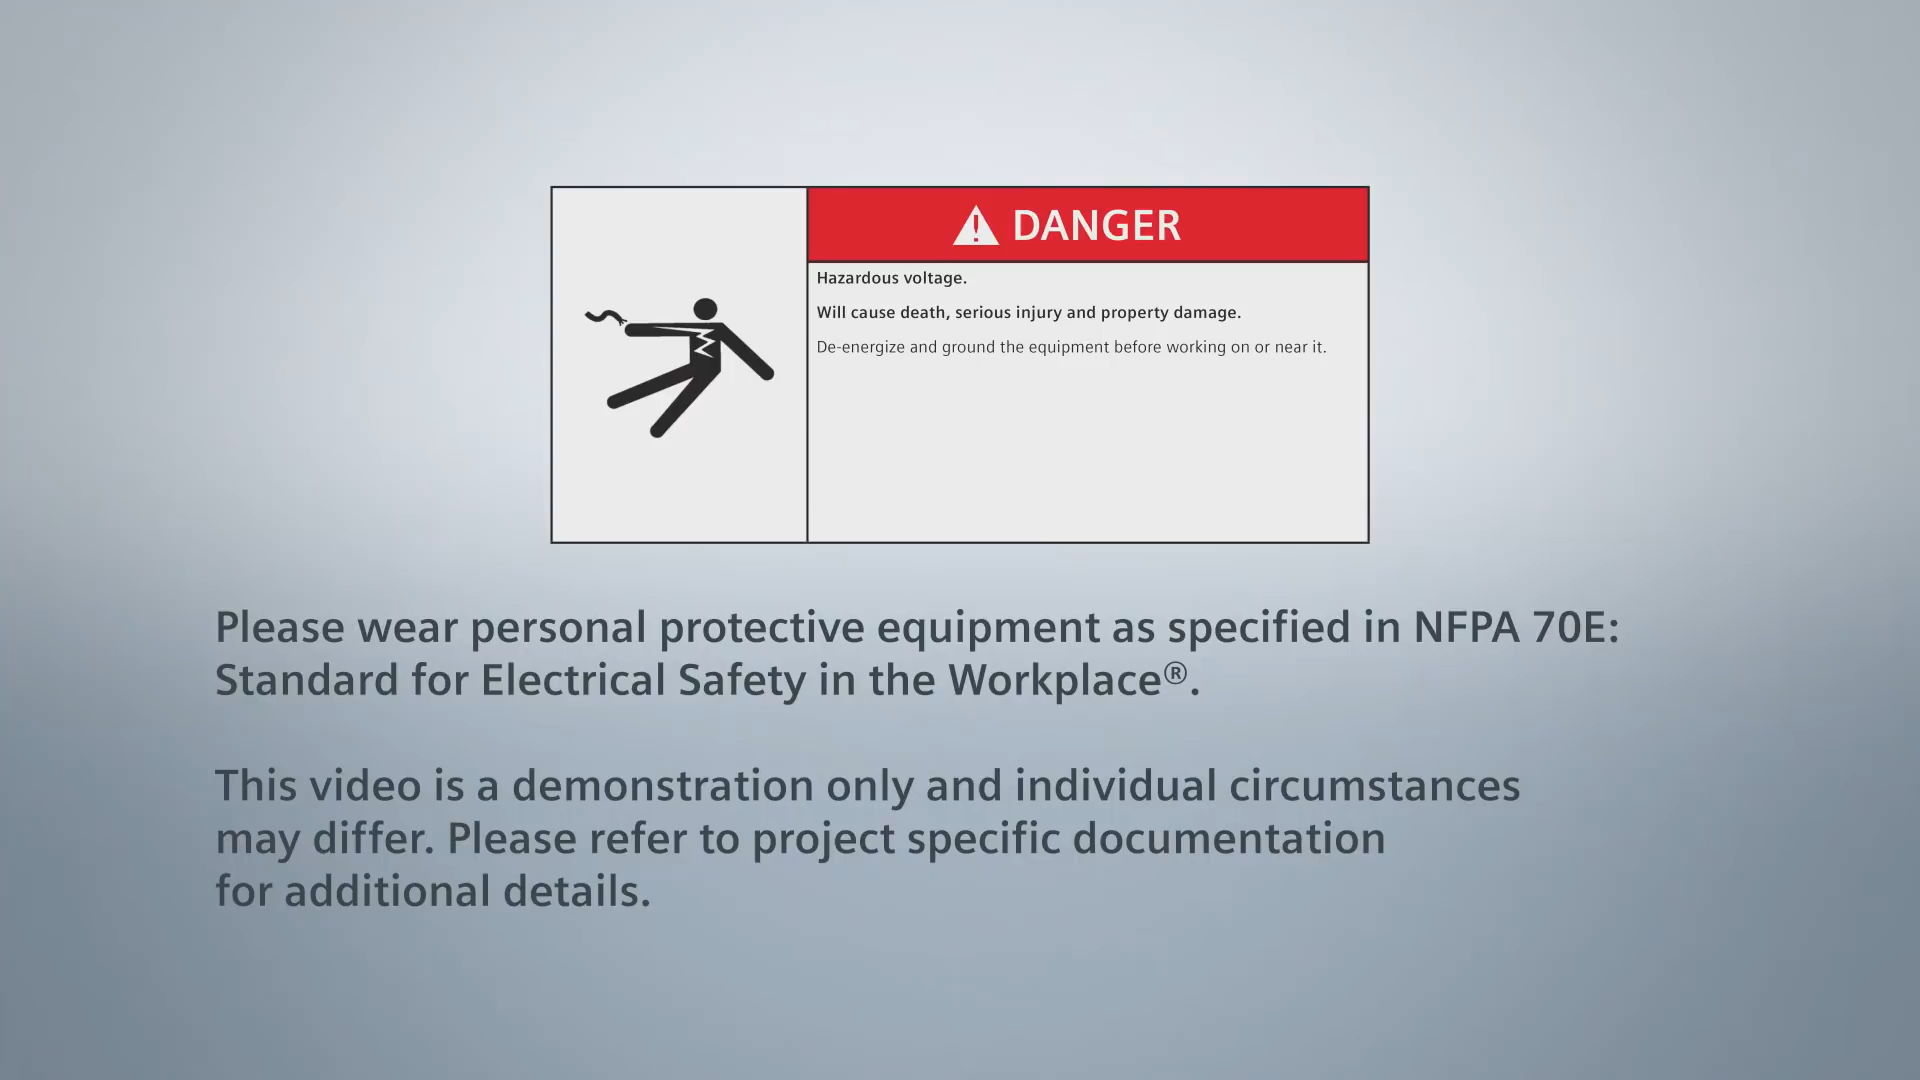 DANGER
Hazardous voltage.
Will cause death, serious injury and property damage.
De-energize and ground the equipment before working on or near it.
Please wear personal protective equipment as specified in NFPA 70E:
Standard for Electrical Safety in the Workplace®.
This video is a demonstration only and individual circumstances
may differ. Please refer to project specific documentation
for additional details.